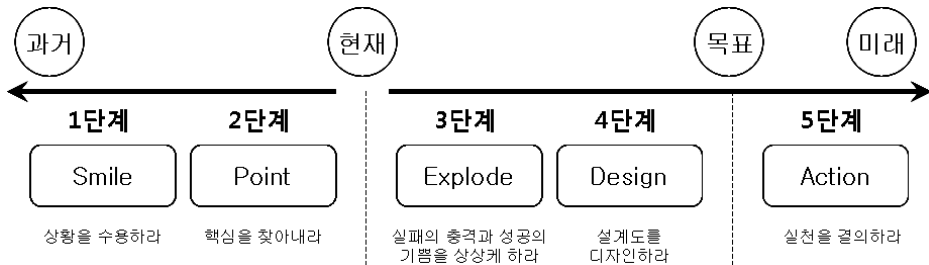 과거 현재 목표 미래
1단계 2단계 3단계 4단계 5단계
Smile Point Explode Design Action
상황을 수용하라 핵심을 찾아내라 실패의 충격과 성공의 기쁨을 상상케 하라 설계도를 디자인하라 실천을 결의하라